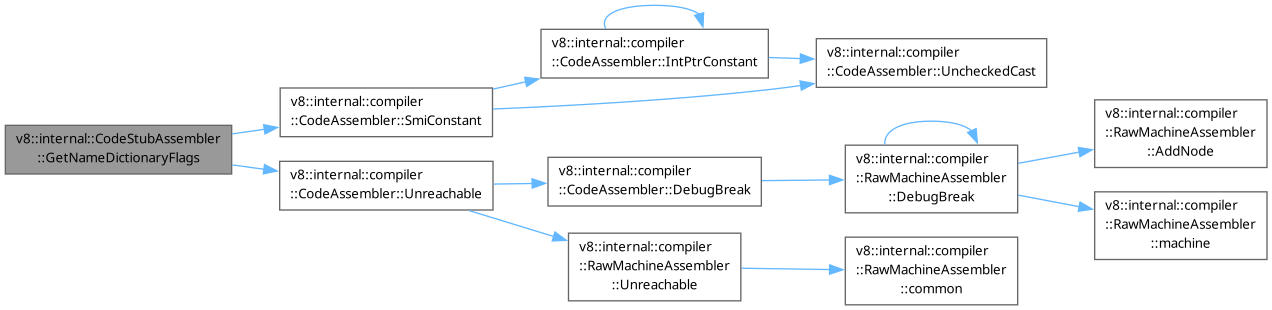 v8::internal::CodeStubAssembler
::GetNameDictionaryFlags
v8::internal::compiler
::CodeAssembler::SmiConstant
v8::internal::compiler
::CodeAssembler::IntPtrConstant
v8::internal::compiler
::CodeAssembler::UncheckedCast
v8::internal::compiler
::CodeAssembler::Unreachable
v8::internal::compiler
::CodeAssembler::DebugBreak
v8::internal::compiler
::RawMachineAssembler
::DebugBreak
v8::internal::compiler
::RawMachineAssembler
::AddNode
v8::internal::compiler
::RawMachineAssembler
::machine
v8::internal::compiler
::RawMachineAssembler
::Unreachable
v8::internal::compiler
::RawMachineAssembler
::common